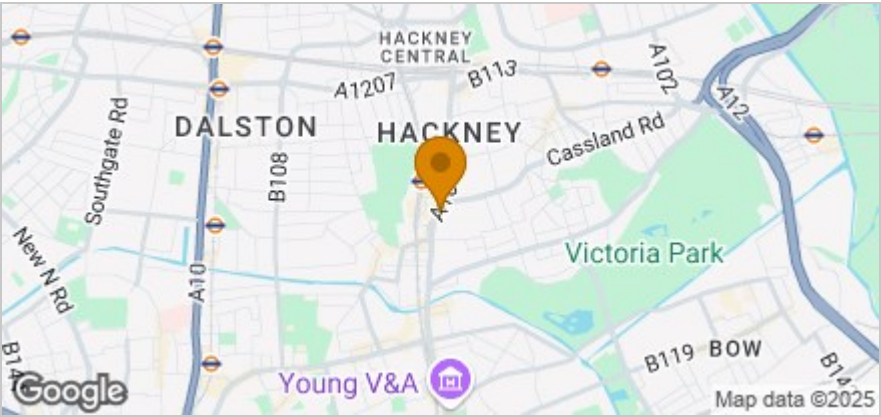 HACKNEY
CENTRAL
B113
A102
A12
A1207
Southgate Rd
DALSTON
HACKNEY
Cassland Rd
B108
Victoria Park
New N Rd
A10
B119
BOW
Young V&A
Google
Map data ©2025